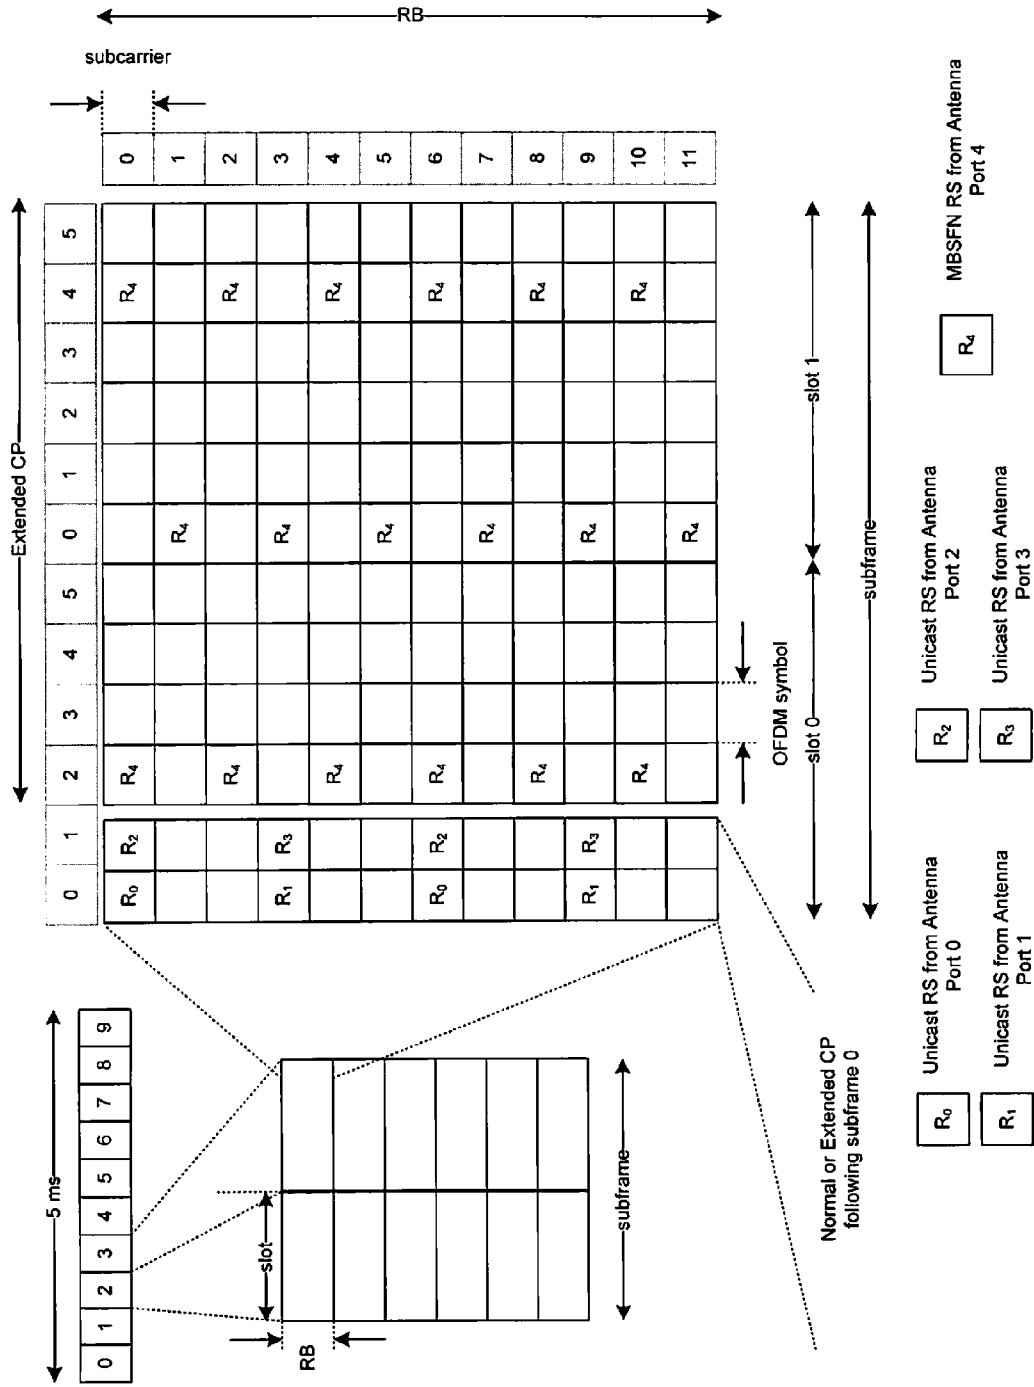 5 ms
0 1 2 3 4 5 6 7 8 9
Extended CP
0 1 2 3 4 5 0 1 2 3 4 5
subcarrier
RB
R0 R2 R4 R4 0
R4 1
R4 R4 2
R1 R3 R4 3
R4 R4 4
R4 5
R0 R2 R4 R4 6
R4 7
R4 R4 8
R1 R3 R4 9
R4 R4 10
R4 11
slot
RB
subframe
OFDM symbol
slot 0
slot 1
subframe
Normal or Extended CP
following subframe 0
R0
Unicast RS from Antenna
Port 0
R1
Unicast RS from Antenna
Port 1
R2
Unicast RS from Antenna
Port 2
R3
Unicast RS from Antenna
Port 3
R4
MBSFN RS from Antenna
Port 4